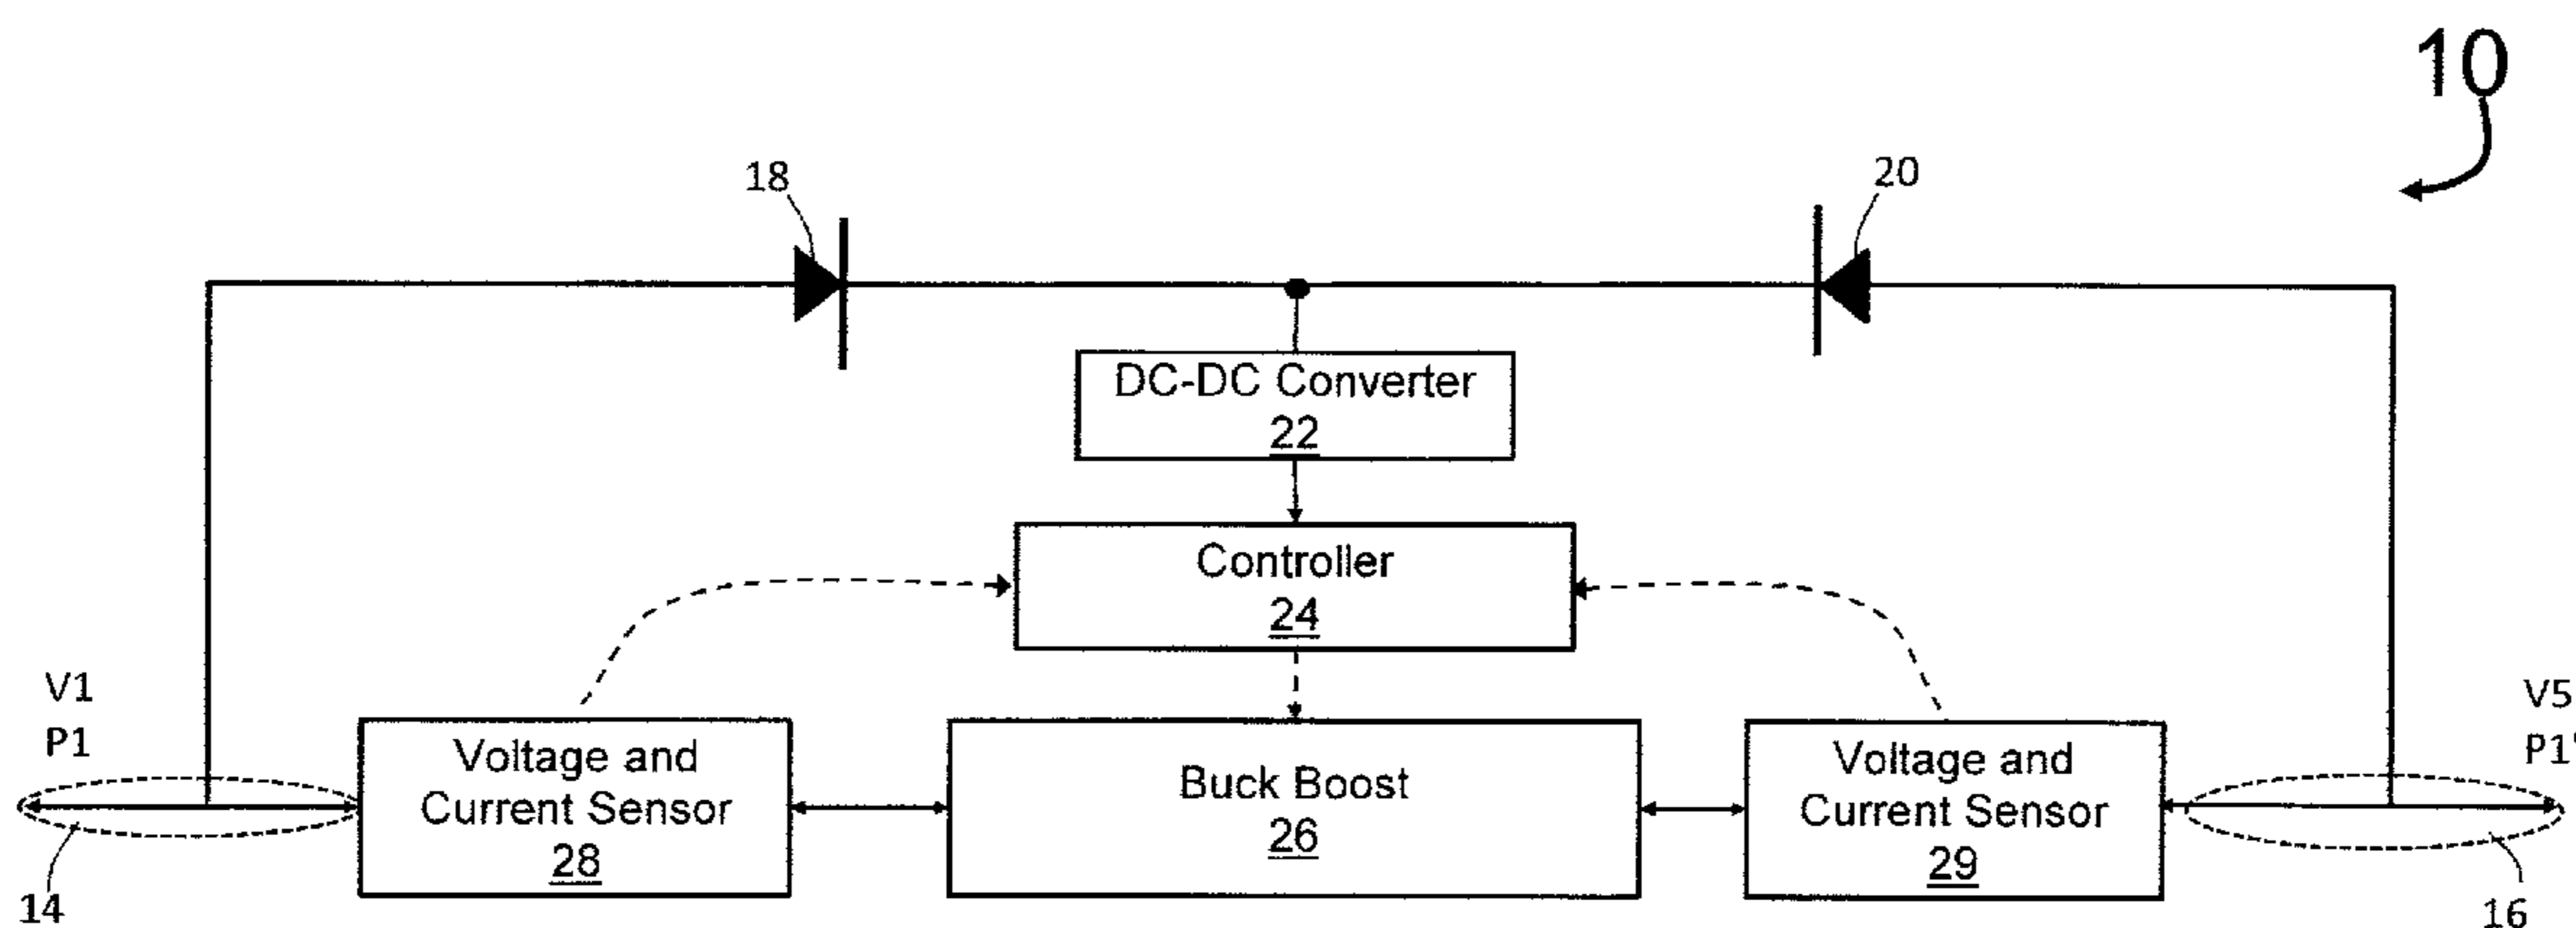 10
18
20
DC-DC Converter
22
Controller
24
V1
P1
V5
P1'
Voltage and
Current Sensor
28
Buck Boost
26
Voltage and
Current Sensor
29
14
16